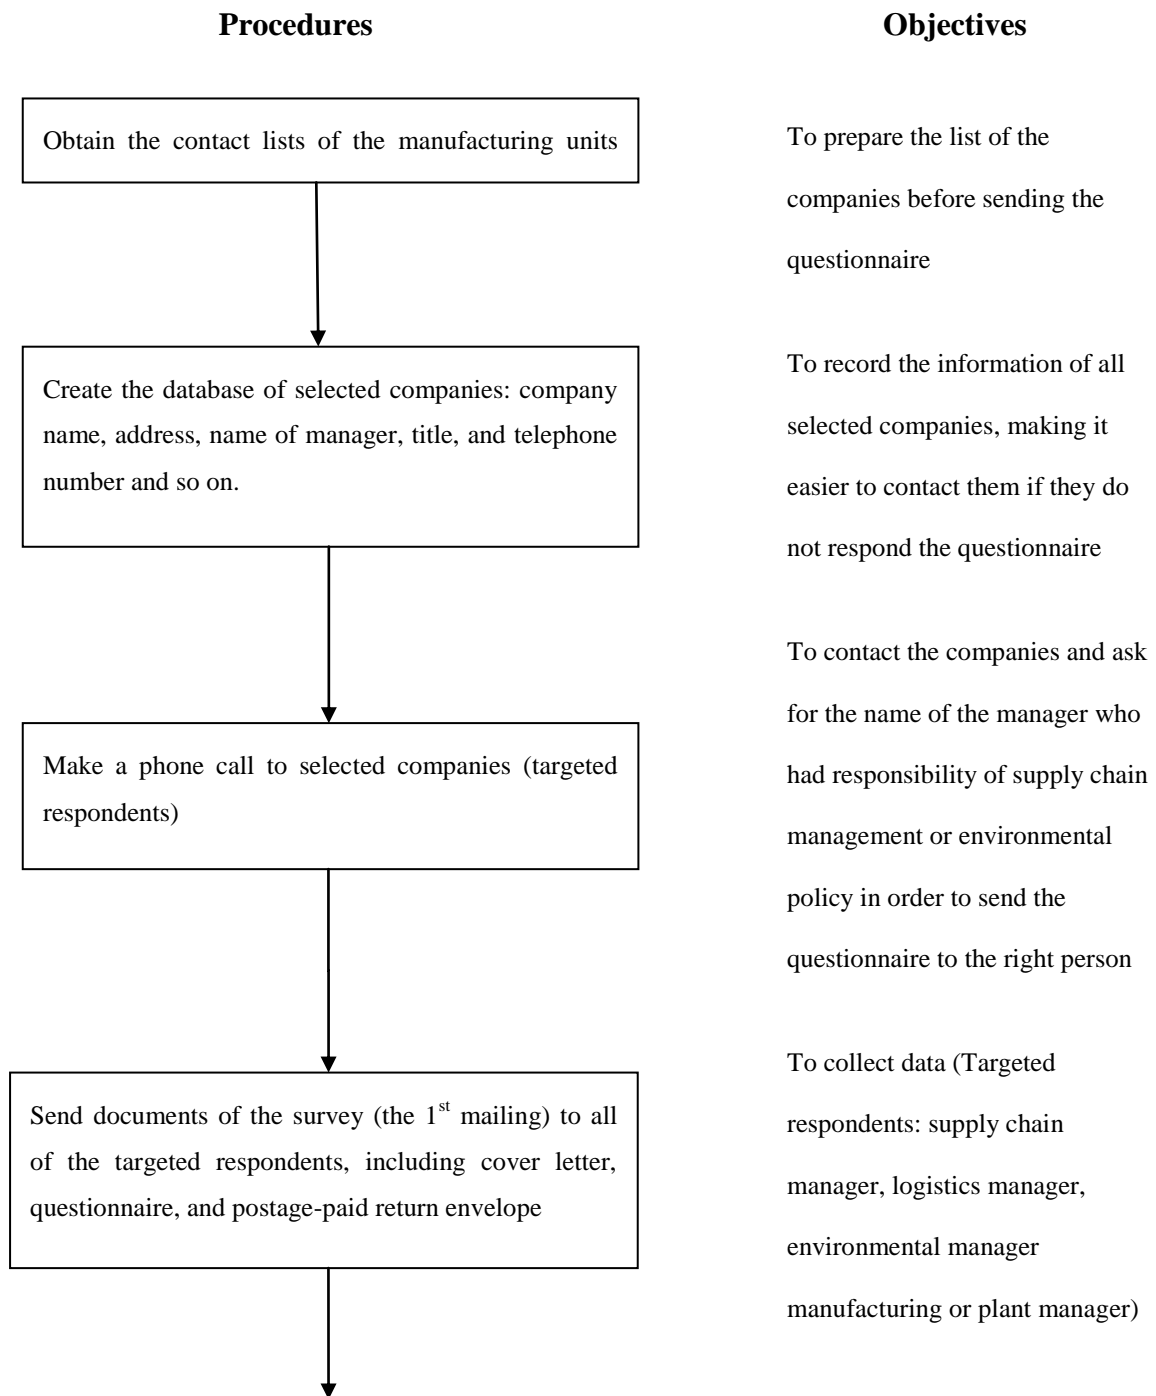 Procedures
Objectives
Obtain the contact lists of the manufacturing units
To prepare the list of the
companies before sending the
questionnaire
Create the database of selected companies: company
name, address, name of manager, title, and telephone
number and so on.
To record the information of all
selected companies, making it
easier to contact them if they do
not respond the questionnaire
Make a phone call to selected companies (targeted
respondents)
To contact the companies and ask
for the name of the manager who
had responsibility of supply chain
management or environmental
policy in order to send the
questionnaire to the right person
Send documents of the survey (the 1st mailing) to all
of the targeted respondents, including cover letter,
questionnaire, and postage-paid return envelope
To collect data (Targeted
respondents: supply chain
manager, logistics manager,
environmental manager
manufacturing or plant manager)